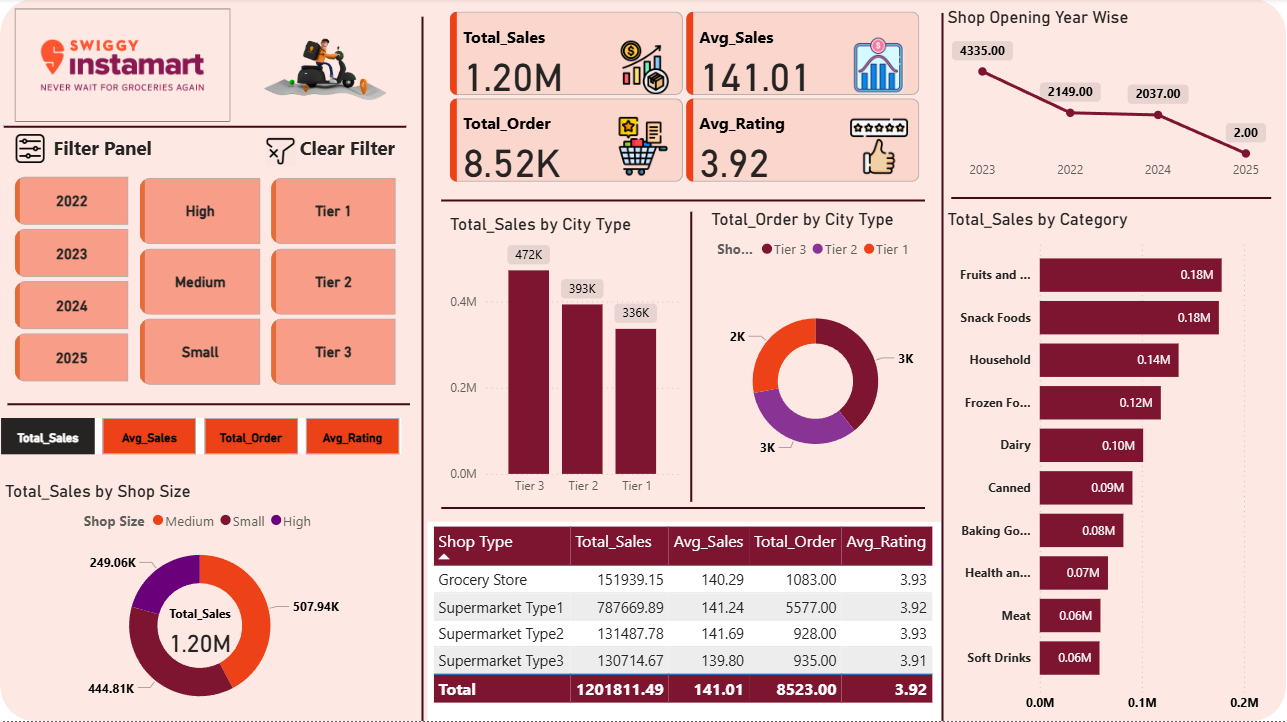 SWIGGY
instamart
NEVER WAIT FOR GROCERIES AGAIN
Filter Panel
Clear Filter
2022
2023
2024
2025
High
Medium
Small
Tier 1
Tier 2
Tier 3
Total_Sales
Avg_Sales
Total_Order
Avg_Rating
Total_Sales by Shop Size
Shop Size Medium Small High
249.06K
507.94K
444.81K
Total_Sales
1.20M
Total_Sales
1.20M
Avg_Sales
141.01
Total_Order
8.52K
Avg_Rating
3.92
Total_Sales by City Type
472K
393K
336K
0.4M
0.2M
0.0M
Tier 3 Tier 2 Tier 1
Total_Order by City Type
Sho... Tier 3 Tier 2 Tier 1
2K
3K
3K
Shop Type Total_Sales Avg_Sales Total_Order Avg_Rating
Grocery Store 151939.15 140.29 1083.00 3.93
Supermarket Type1 787669.89 141.24 5577.00 3.92
Supermarket Type2 131487.78 141.69 928.00 3.93
Supermarket Type3 130714.67 139.80 935.00 3.91
Total 1201811.49 141.01 8523.00 3.92
Shop Opening Year Wise
4335.00
2149.00
2037.00
2.00
2023 2022 2024 2025
Total_Sales by Category
Fruits and ... 0.18M
Snack Foods 0.18M
Household 0.14M
Frozen Fo... 0.12M
Dairy 0.10M
Canned 0.09M
Baking Go... 0.08M
Health an... 0.07M
Meat 0.06M
Soft Drinks 0.06M
0.0M 0.1M 0.2M